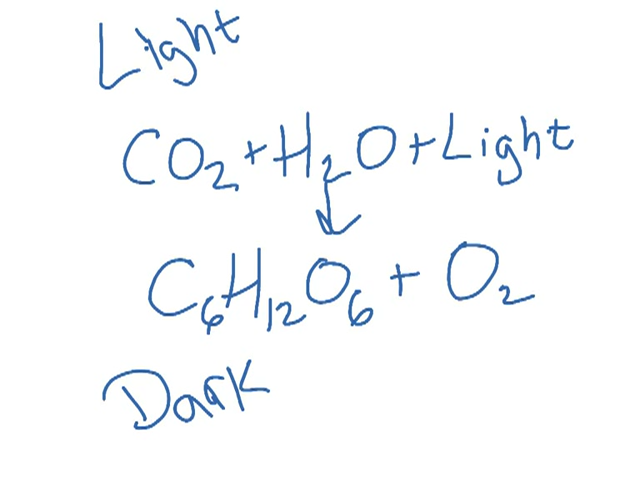 Light
CO₂+H₂O+Light
↓
C₆H₁₂O₆+O₂
Dark